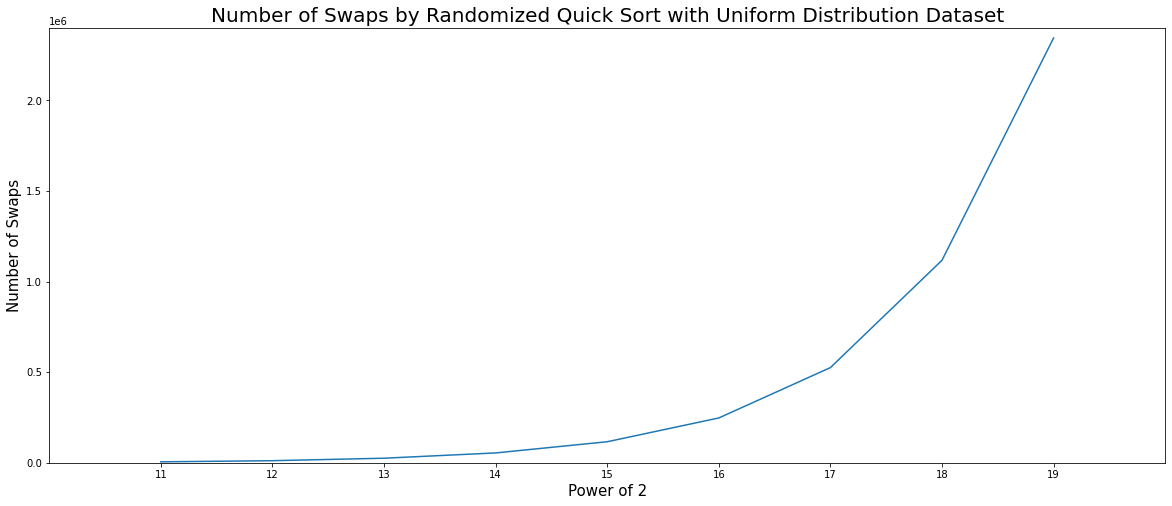 Number of Swaps by Randomized Quick Sort with Uniform Distribution Dataset
1e6
2.0
1.5
1.0
0.5
0.0
Number of Swaps
11 12 13 14 15 16 17 18 19
Power of 2